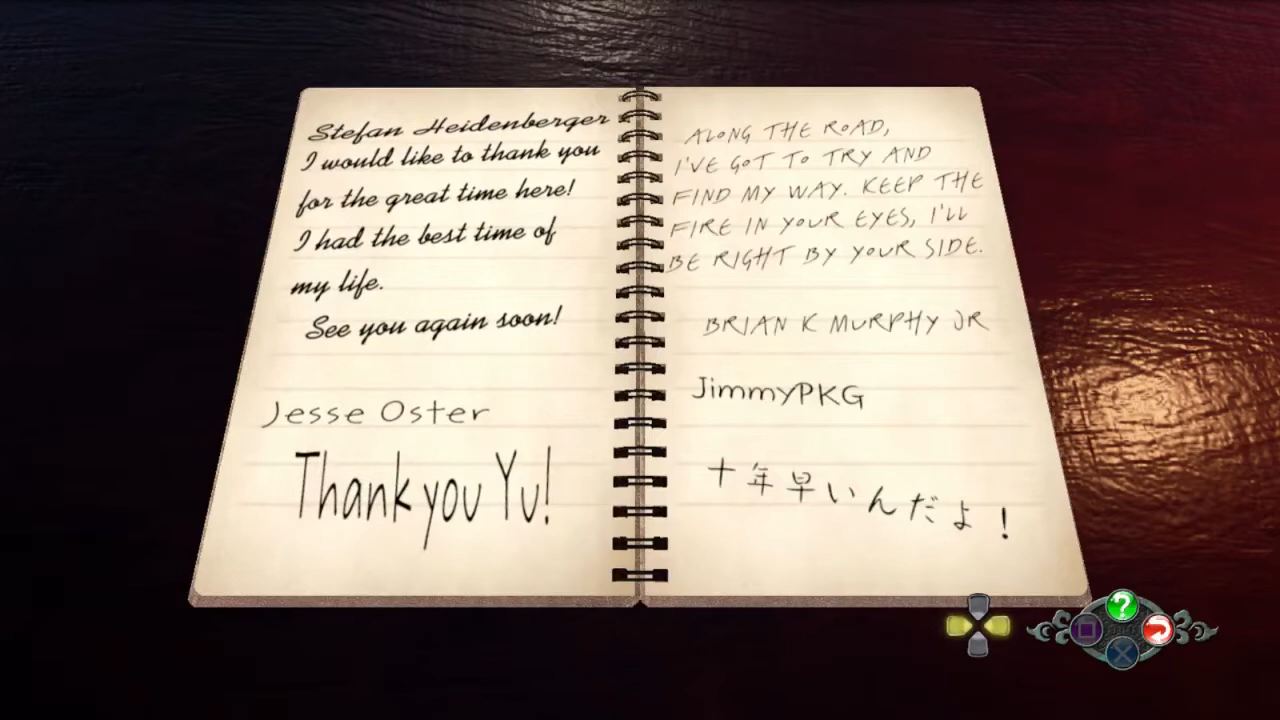 Stefan Heidenberger
I would like to thank you
for the great time here!
I had the best time of
my life.
See you again soon!
Jesse Oster
Thank you Yu!
ALONG THE ROAD,
I'VE GOT TO TRY AND
FIND MY WAY. KEEP THE
FIRE IN YOUR EYES, I'LL
BE RIGHT BY YOUR SIDE.
BRIAN K MURPHY JR
JimmyPKG
十年早いんだよ!
?